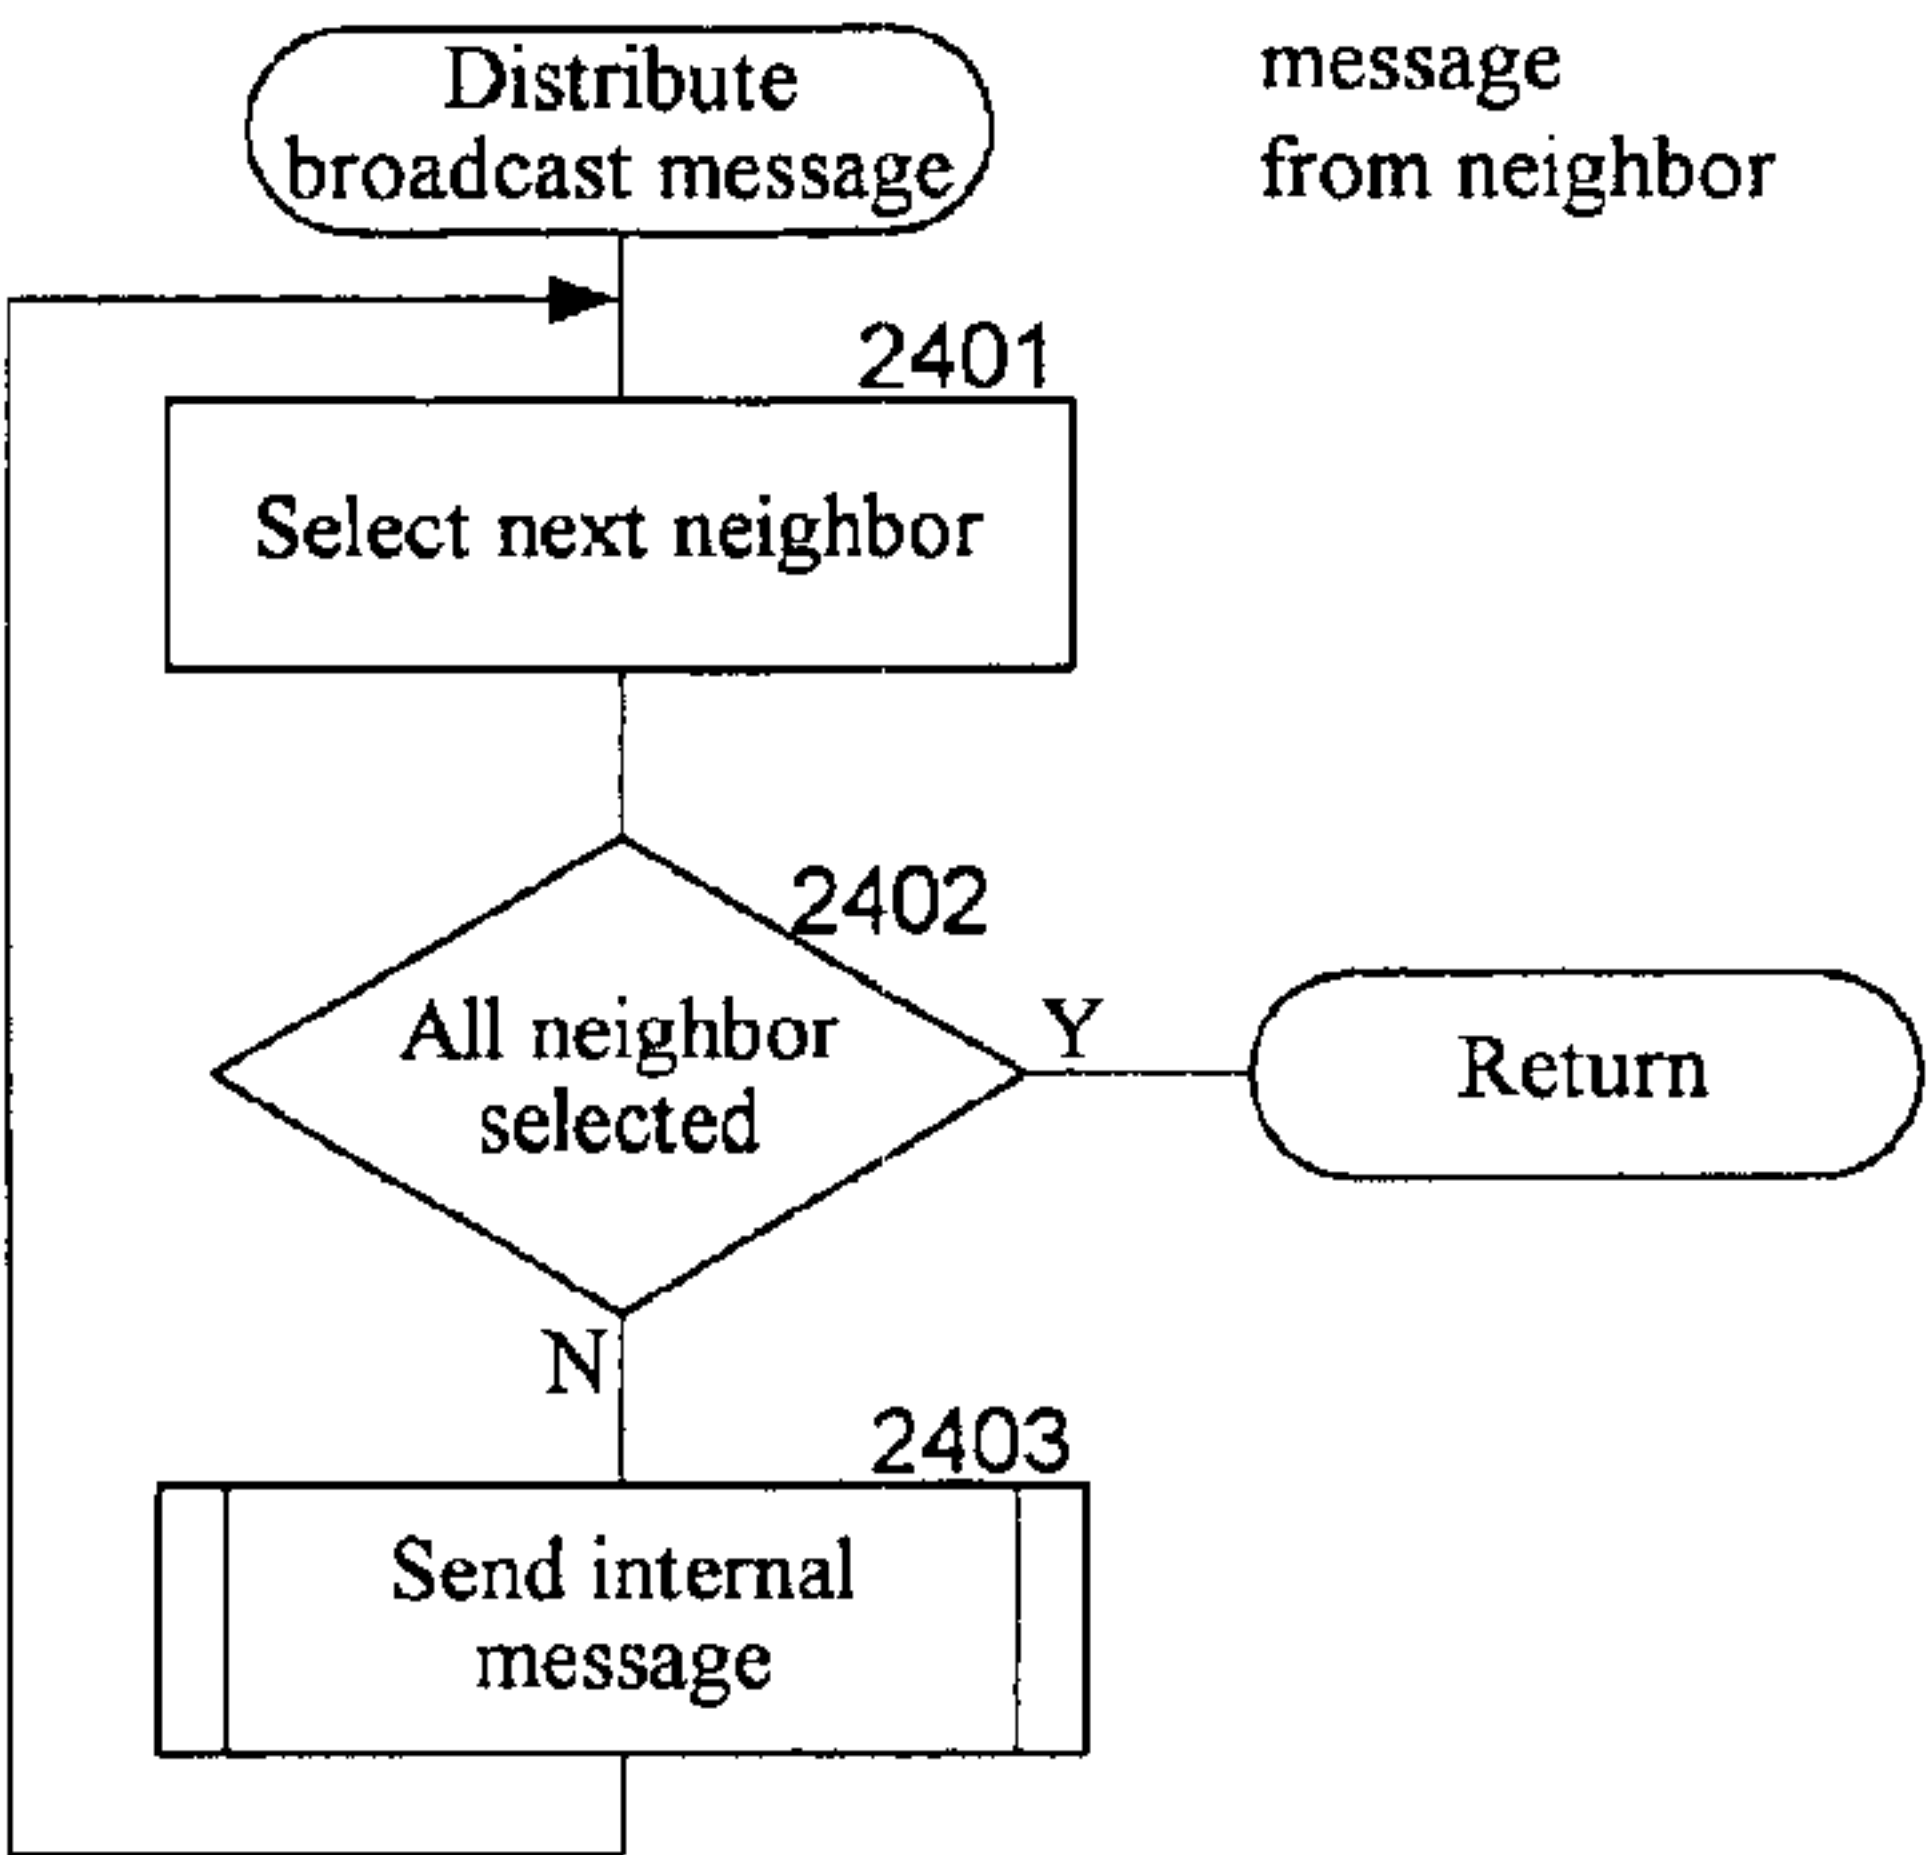 Distribute
broadcast message
message
from neighbor
2401
Select next neighbor
2402
All neighbor
selected
Y
Return
N
2403
Send internal
message